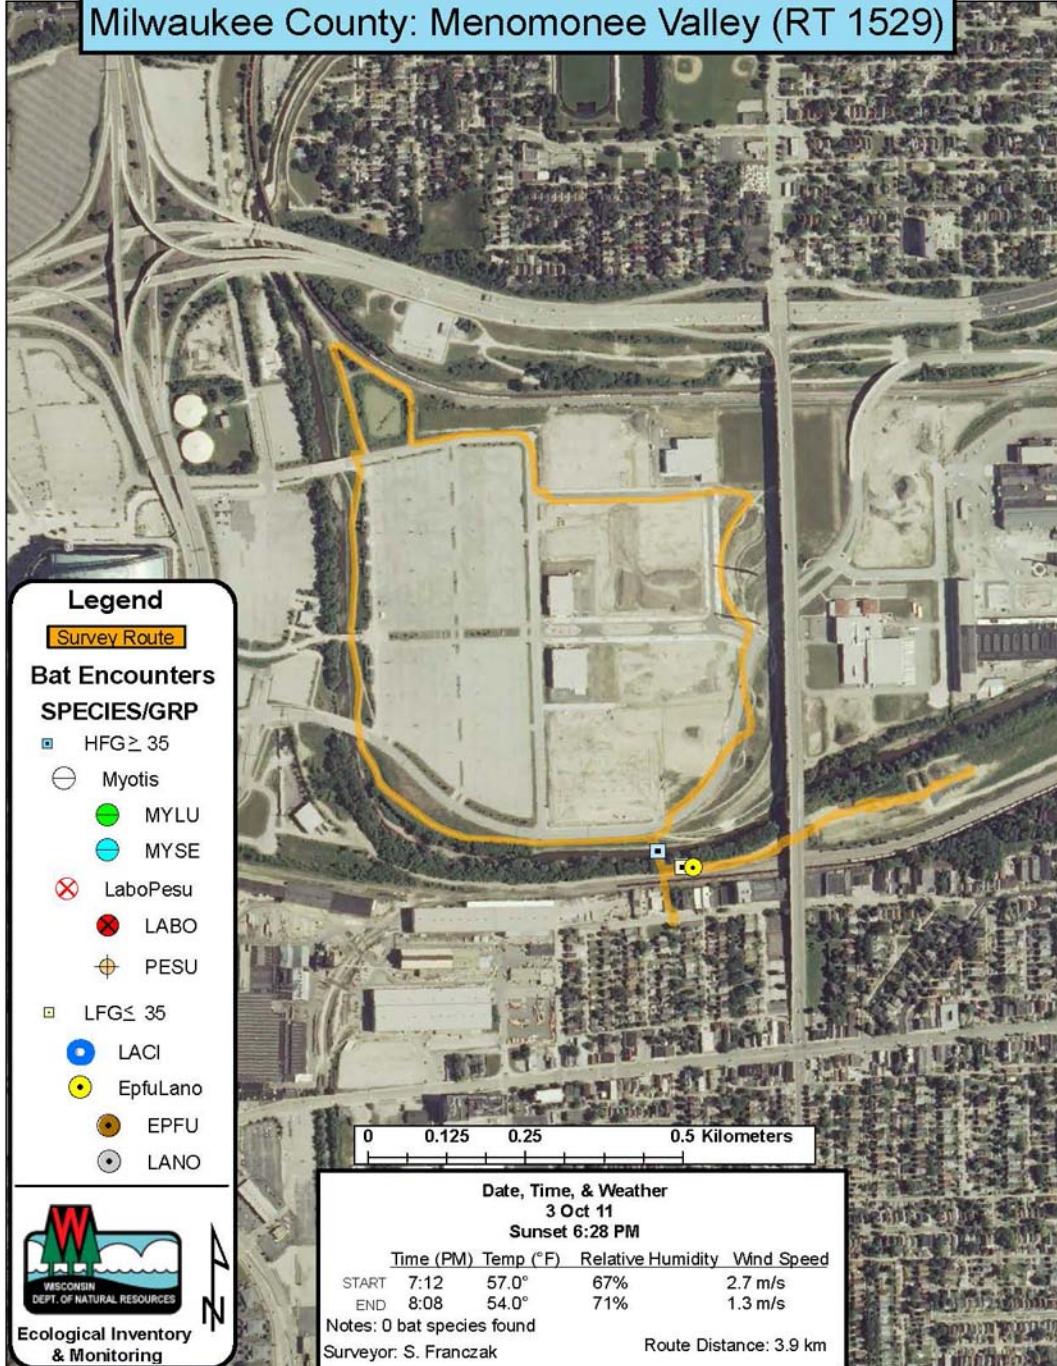 Milwaukee County: Menomonee Valley (RT 1529)
Legend
Survey Route
Bat Encounters
SPECIES/GRP
HFG≥ 35
Myotis
MYLU
MYSE
LaboPesu
LABO
PESU
LFG≤ 35
LACI
EpfuLano
EPFU
LANO
W
WISCONSIN
DEPT. OF NATURAL RESOURCES
N
Ecological Inventory
& Monitoring
0 0.125 0.25 0.5 Kilometers
Date, Time, & Weather
3 Oct 11
Sunset 6:28 PM
Time (PM) Temp (°F) Relative Humidity Wind Speed
START 7:12 57.0° 67% 2.7 m/s
END 8:08 54.0° 71% 1.3 m/s
Notes: 0 bat species found
Surveyor: S. Franczak Route Distance: 3.9 km